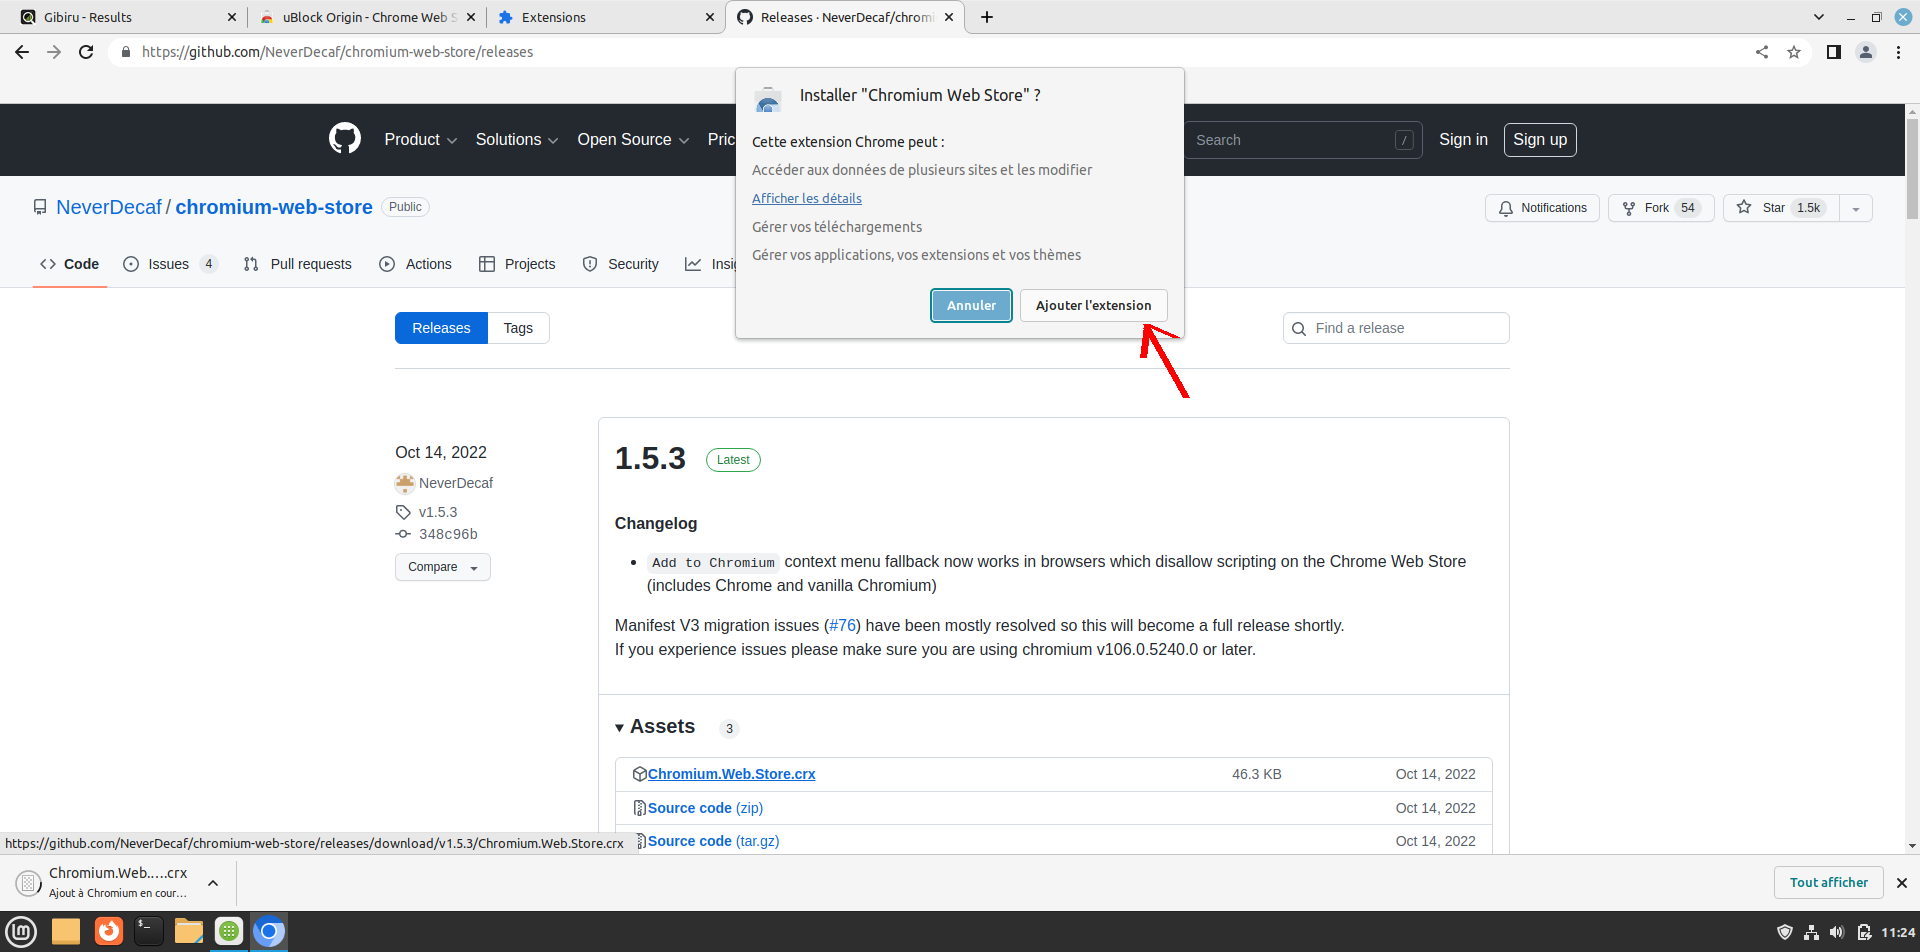 Gibiru - Results
uBlock Origin - Chrome Web S
Extensions
Releases · NeverDecaf/chromi
https://github.com/NeverDecaf/chromium-web-store/releases
Installer "Chromium Web Store" ?
Cette extension Chrome peut :
Accéder aux données de plusieurs sites et les modifier
Afficher les détails
Gérer vos téléchargements
Gérer vos applications, vos extensions et vos thèmes
Annuler
Ajouter l'extension
Product
Solutions
Open Source
Pric
Search
/
Sign in
Sign up
NeverDecaf / chromium-web-store
Public
Notifications
Fork 54
Star 1.5k
Code
Issues 4
Pull requests
Actions
Projects
Security
Insig
Releases
Tags
Find a release
Oct 14, 2022
NeverDecaf
v1.5.3
348c96b
Compare
1.5.3
Latest
Changelog
Add to Chromium context menu fallback now works in browsers which disallow scripting on the Chrome Web Store
(includes Chrome and vanilla Chromium)
Manifest V3 migration issues (#76) have been mostly resolved so this will become a full release shortly.
If you experience issues please make sure you are using chromium v106.0.5240.0 or later.
Assets 3
Chromium.Web.Store.crx 46.3 KB Oct 14, 2022
Source code (zip) Oct 14, 2022
Source code (tar.gz) Oct 14, 2022
https://github.com/NeverDecaf/chromium-web-store/releases/download/v1.5.3/Chromium.Web.Store.crx
Chromium.Web.....crx
Ajout à Chromium en cour...
Tout afficher
11:24